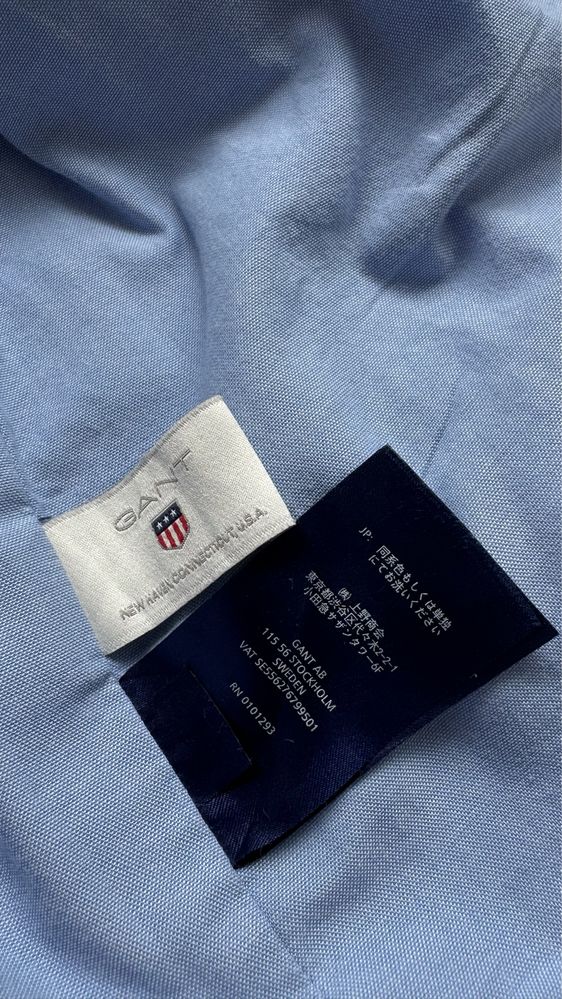 GANT
NEW HAVEN, CONNECTICUT, U.S.A.
JP: 同系色もしくは単独
にてお洗いください
㈱ 上野商会
東京都渋谷区代々木2-2-1
小田急サザンタワー6F
GANT AB
115 56 STOCKHOLM
SWEDEN
VAT SE556276799501
RN 0101293